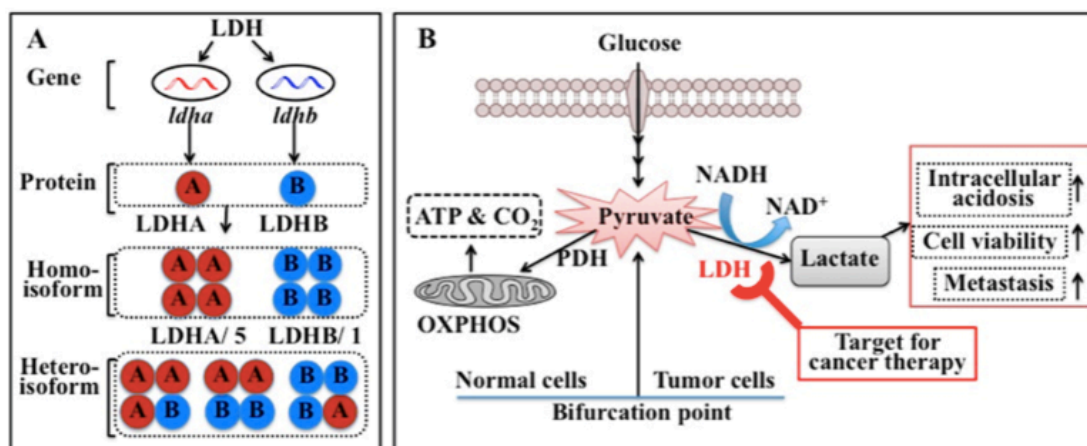 A
LDH
Gene
ldha ldhb
Protein
A B
LDHA LDHB
Homo-
isoform
A A B B
A A B B
LDHA/ 5 LDHB/ 1
Hetero-
isoform
A A A A B B
A B B B B A
B
Glucose
NADH
NAD⁺
Pyruvate
ATP & CO₂
PDH
LDH
Lactate
OXPHOS
Intracellular
acidosis
Cell viability
Metastasis
Target for
cancer therapy
Normal cells Tumor cells
Bifurcation point